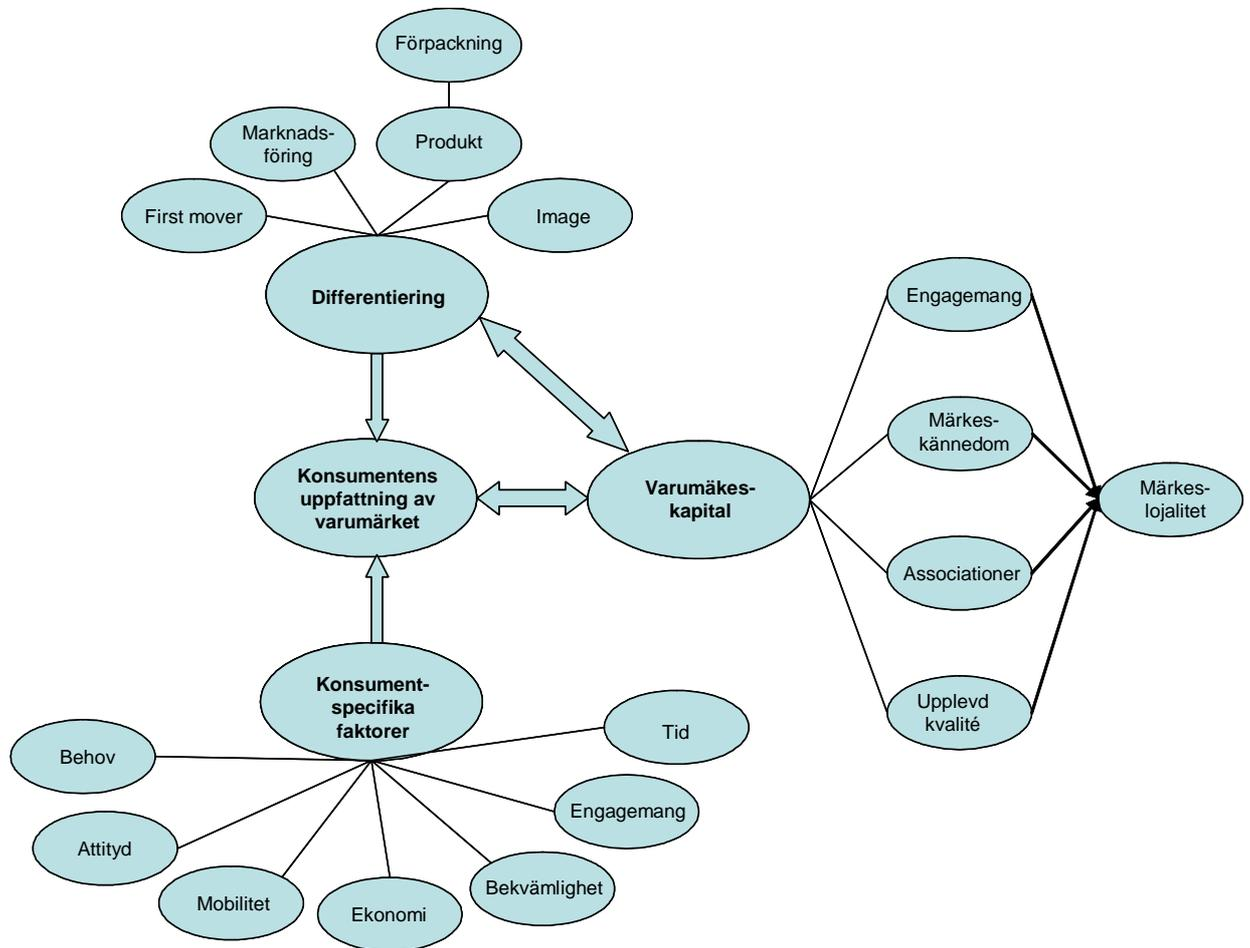 Förpackning
Marknads-
föring
Produkt
First mover
Image
Differentiering
Engagemang
Märkes-
kännedom
Konsumentens
uppfattning av
varumärket
Varumäkes-
kapital
Märkes-
lojalitet
Associationer
Upplevd
kvalité
Konsument-
specifika
faktorer
Tid
Behov
Engagemang
Attityd
Bekvämlighet
Mobilitet
Ekonomi